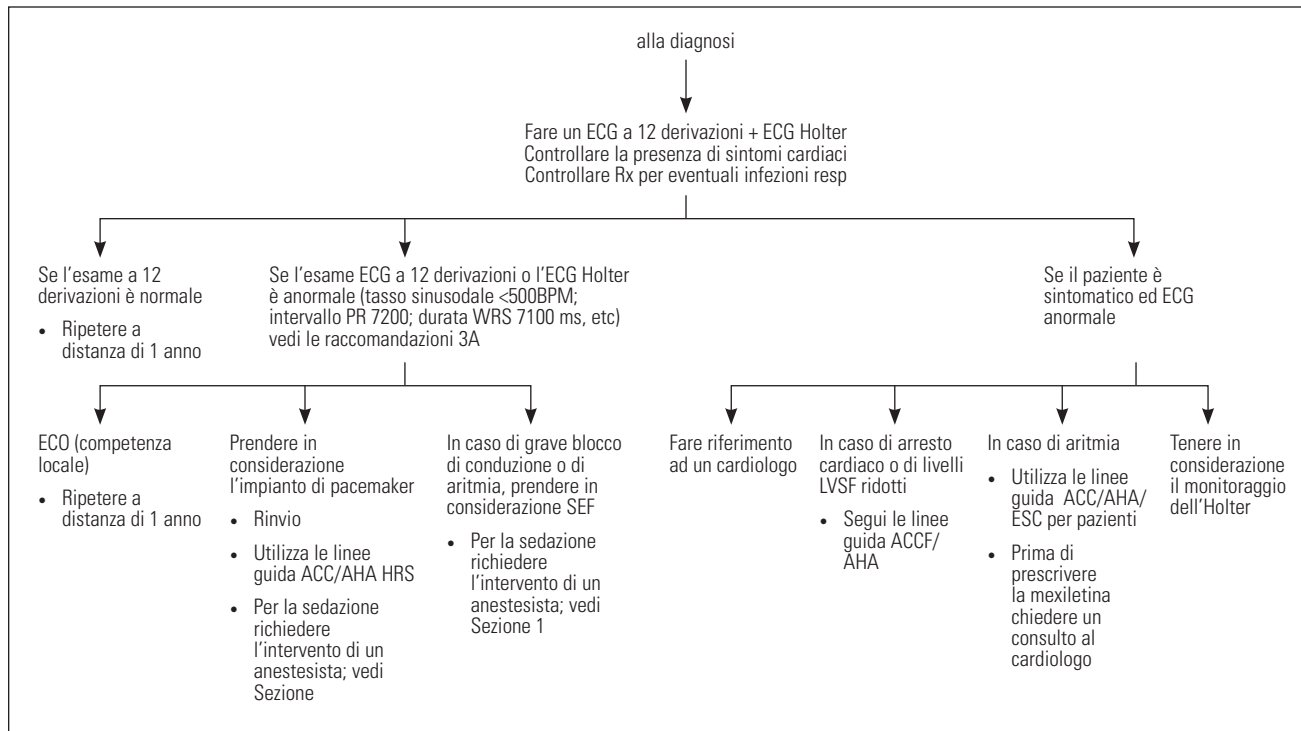 alla diagnosi
Fare un ECG a 12 derivazioni + ECG Holter
Controllare la presenza di sintomi cardiaci
Controllare Rx per eventuali infezioni resp
Se l'esame a 12
derivazioni è normale
• Ripetere a
distanza di 1 anno
Se l'esame ECG a 12 derivazioni o l'ECG Holter
è anormale (tasso sinusodale <500BPM;
intervallo PR 7200; durata WRS 7100 ms, etc)
vedi le raccomandazioni 3A
Se il paziente è
sintomatico ed ECG
anormale
ECO (competenza
locale)
• Ripetere a
distanza di 1 anno
Prendere in
considerazione
l'impianto di pacemaker
• Rinvio
• Utilizza le linee
guida ACC/AHA HRS
• Per la sedazione
richiedere
l'intervento di un
anestesista; vedi
Sezione
In caso di grave blocco
di conduzione o di
aritmia, prendere in
considerazione SEF
• Per la sedazione
richiedere
l'intervento di un
anestesista; vedi
Sezione 1
Fare riferimento
ad un cardiologo
In caso di arresto
cardiaco o di livelli
LVSF ridotti
• Segui le linee
guida ACCF/
AHA
In caso di aritmia
• Utilizza le linee
guida ACC/AHA/
ESC per pazienti
• Prima di
prescrivere
la mexiletina
chiedere un
consulto al
cardiologo
Tenere in
considerazione
il monitoraggio
dell'Holter